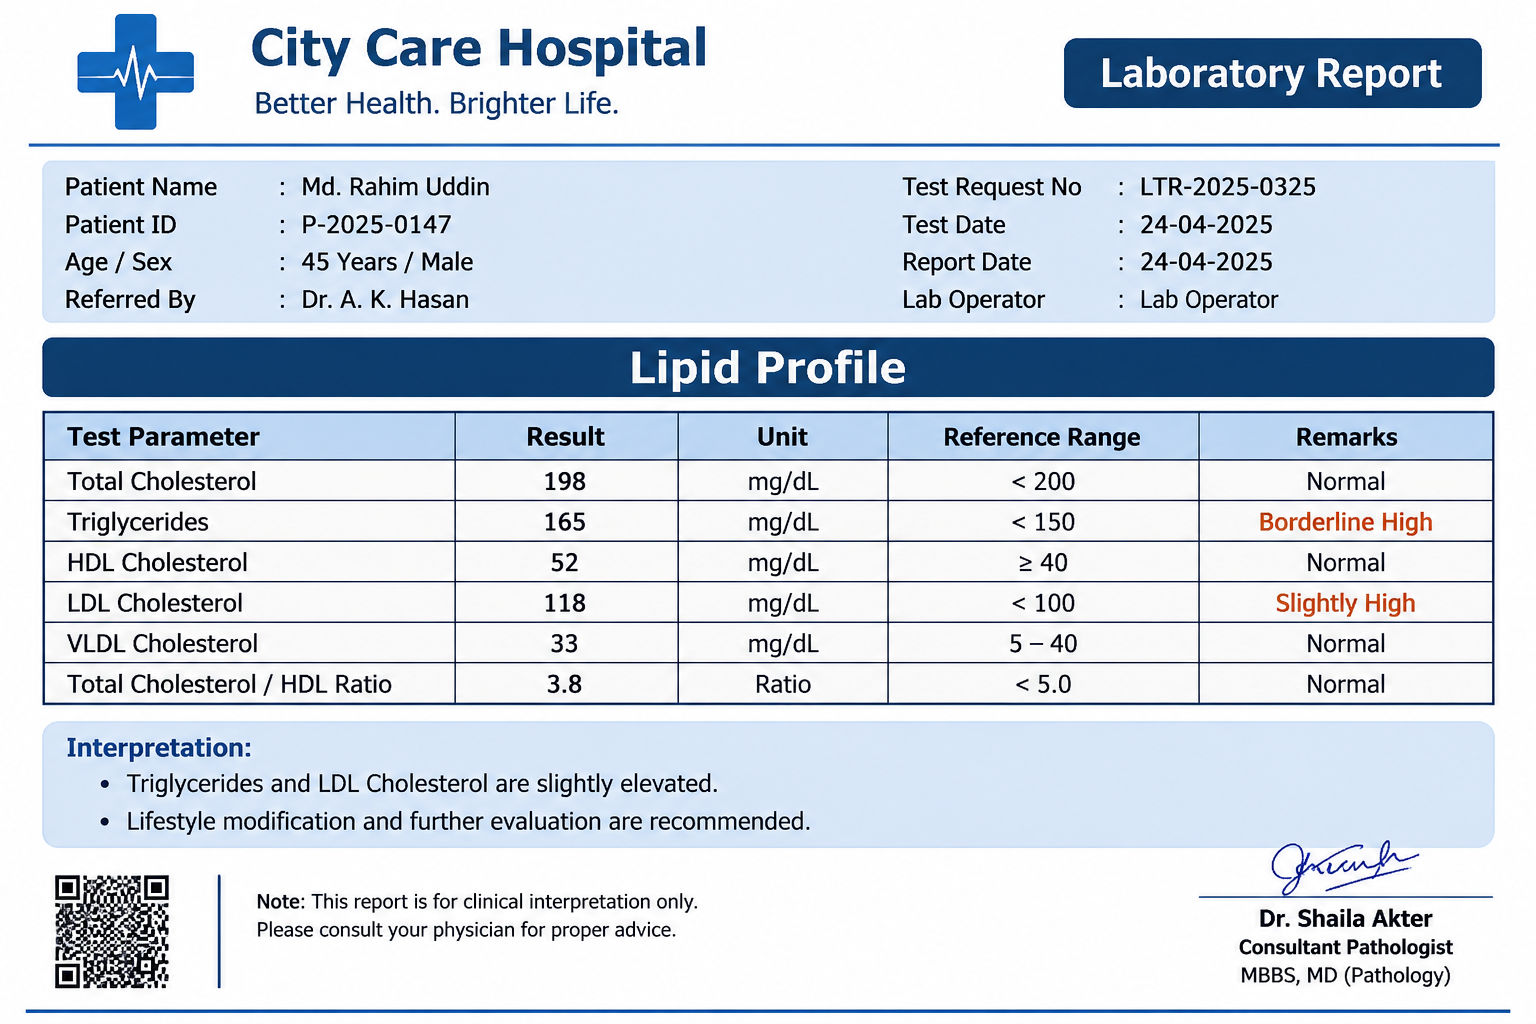 City Care Hospital
Better Health. Brighter Life.
Laboratory Report
Patient Name : Md. Rahim Uddin
Patient ID : P-2025-0147
Age / Sex : 45 Years / Male
Referred By : Dr. A. K. Hasan
Test Request No : LTR-2025-0325
Test Date : 24-04-2025
Report Date : 24-04-2025
Lab Operator : Lab Operator
Lipid Profile
Test Parameter Result Unit Reference Range Remarks
Total Cholesterol 198 mg/dL < 200 Normal
Triglycerides 165 mg/dL < 150 Borderline High
HDL Cholesterol 52 mg/dL ≥ 40 Normal
LDL Cholesterol 118 mg/dL < 100 Slightly High
VLDL Cholesterol 33 mg/dL 5 – 40 Normal
Total Cholesterol / HDL Ratio 3.8 Ratio < 5.0 Normal
Interpretation:
• Triglycerides and LDL Cholesterol are slightly elevated.
• Lifestyle modification and further evaluation are recommended.
Note: This report is for clinical interpretation only.
Please consult your physician for proper advice.
Dr. Shaila Akter
Consultant Pathologist
MBBS, MD (Pathology)